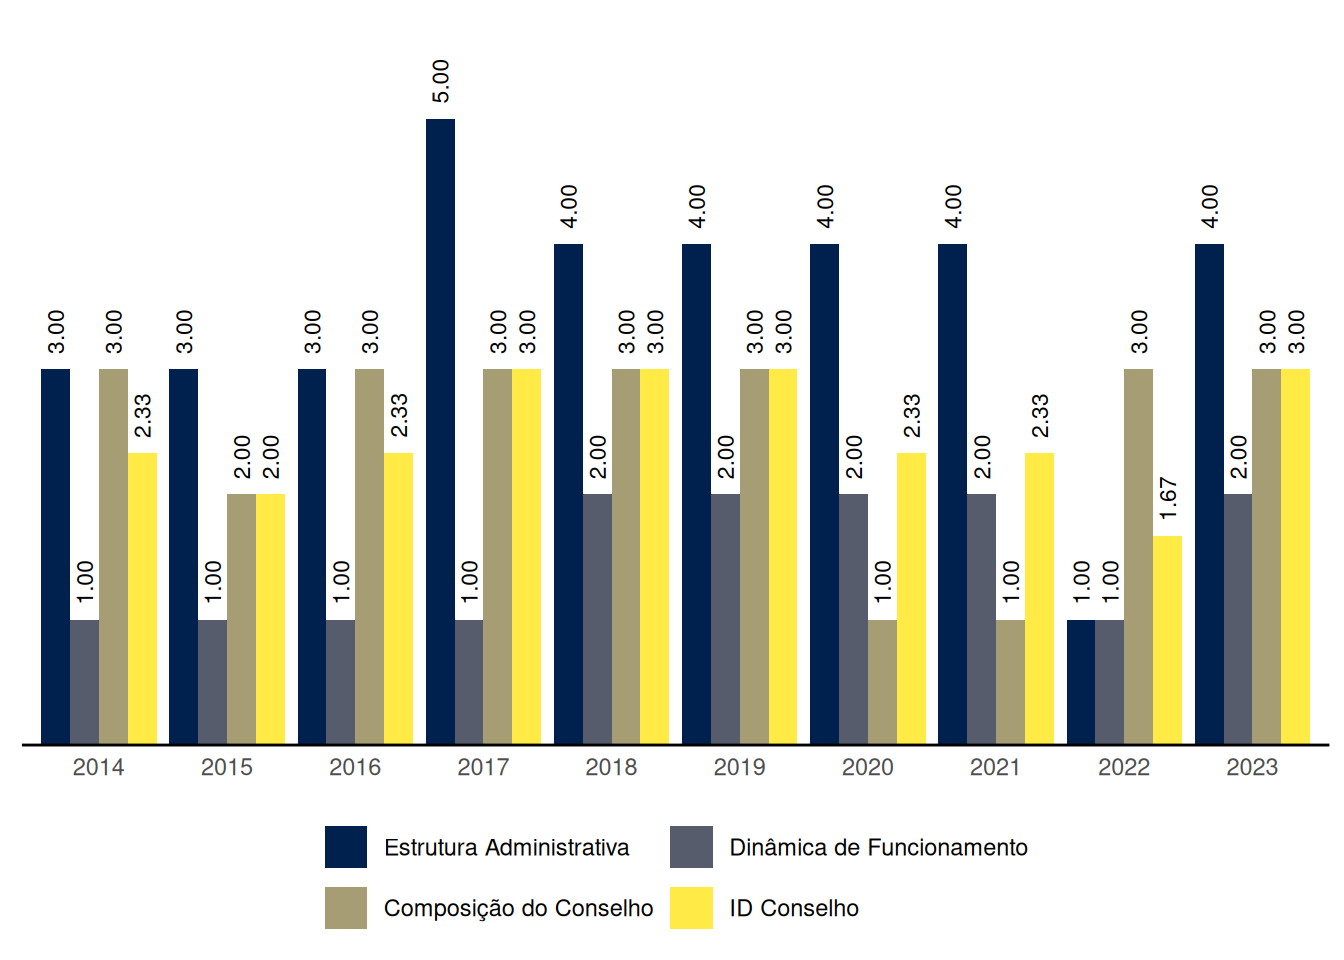 5.00
4.00 4.00 4.00 4.00 4.00
3.00 3.00 3.00 3.00 3.00 3.00 3.00 3.00 3.00 3.00 3.00 3.00 3.00 3.00
2.33 2.33 2.33 2.33
2.00 2.00 2.00 2.00 2.00 2.00 2.00
1.67
1.00 1.00 1.00 1.00 1.00 1.00 1.00 1.00
2014 2015 2016 2017 2018 2019 2020 2021 2022 2023
Estrutura Administrativa Dinâmica de Funcionamento
Composição do Conselho ID Conselho